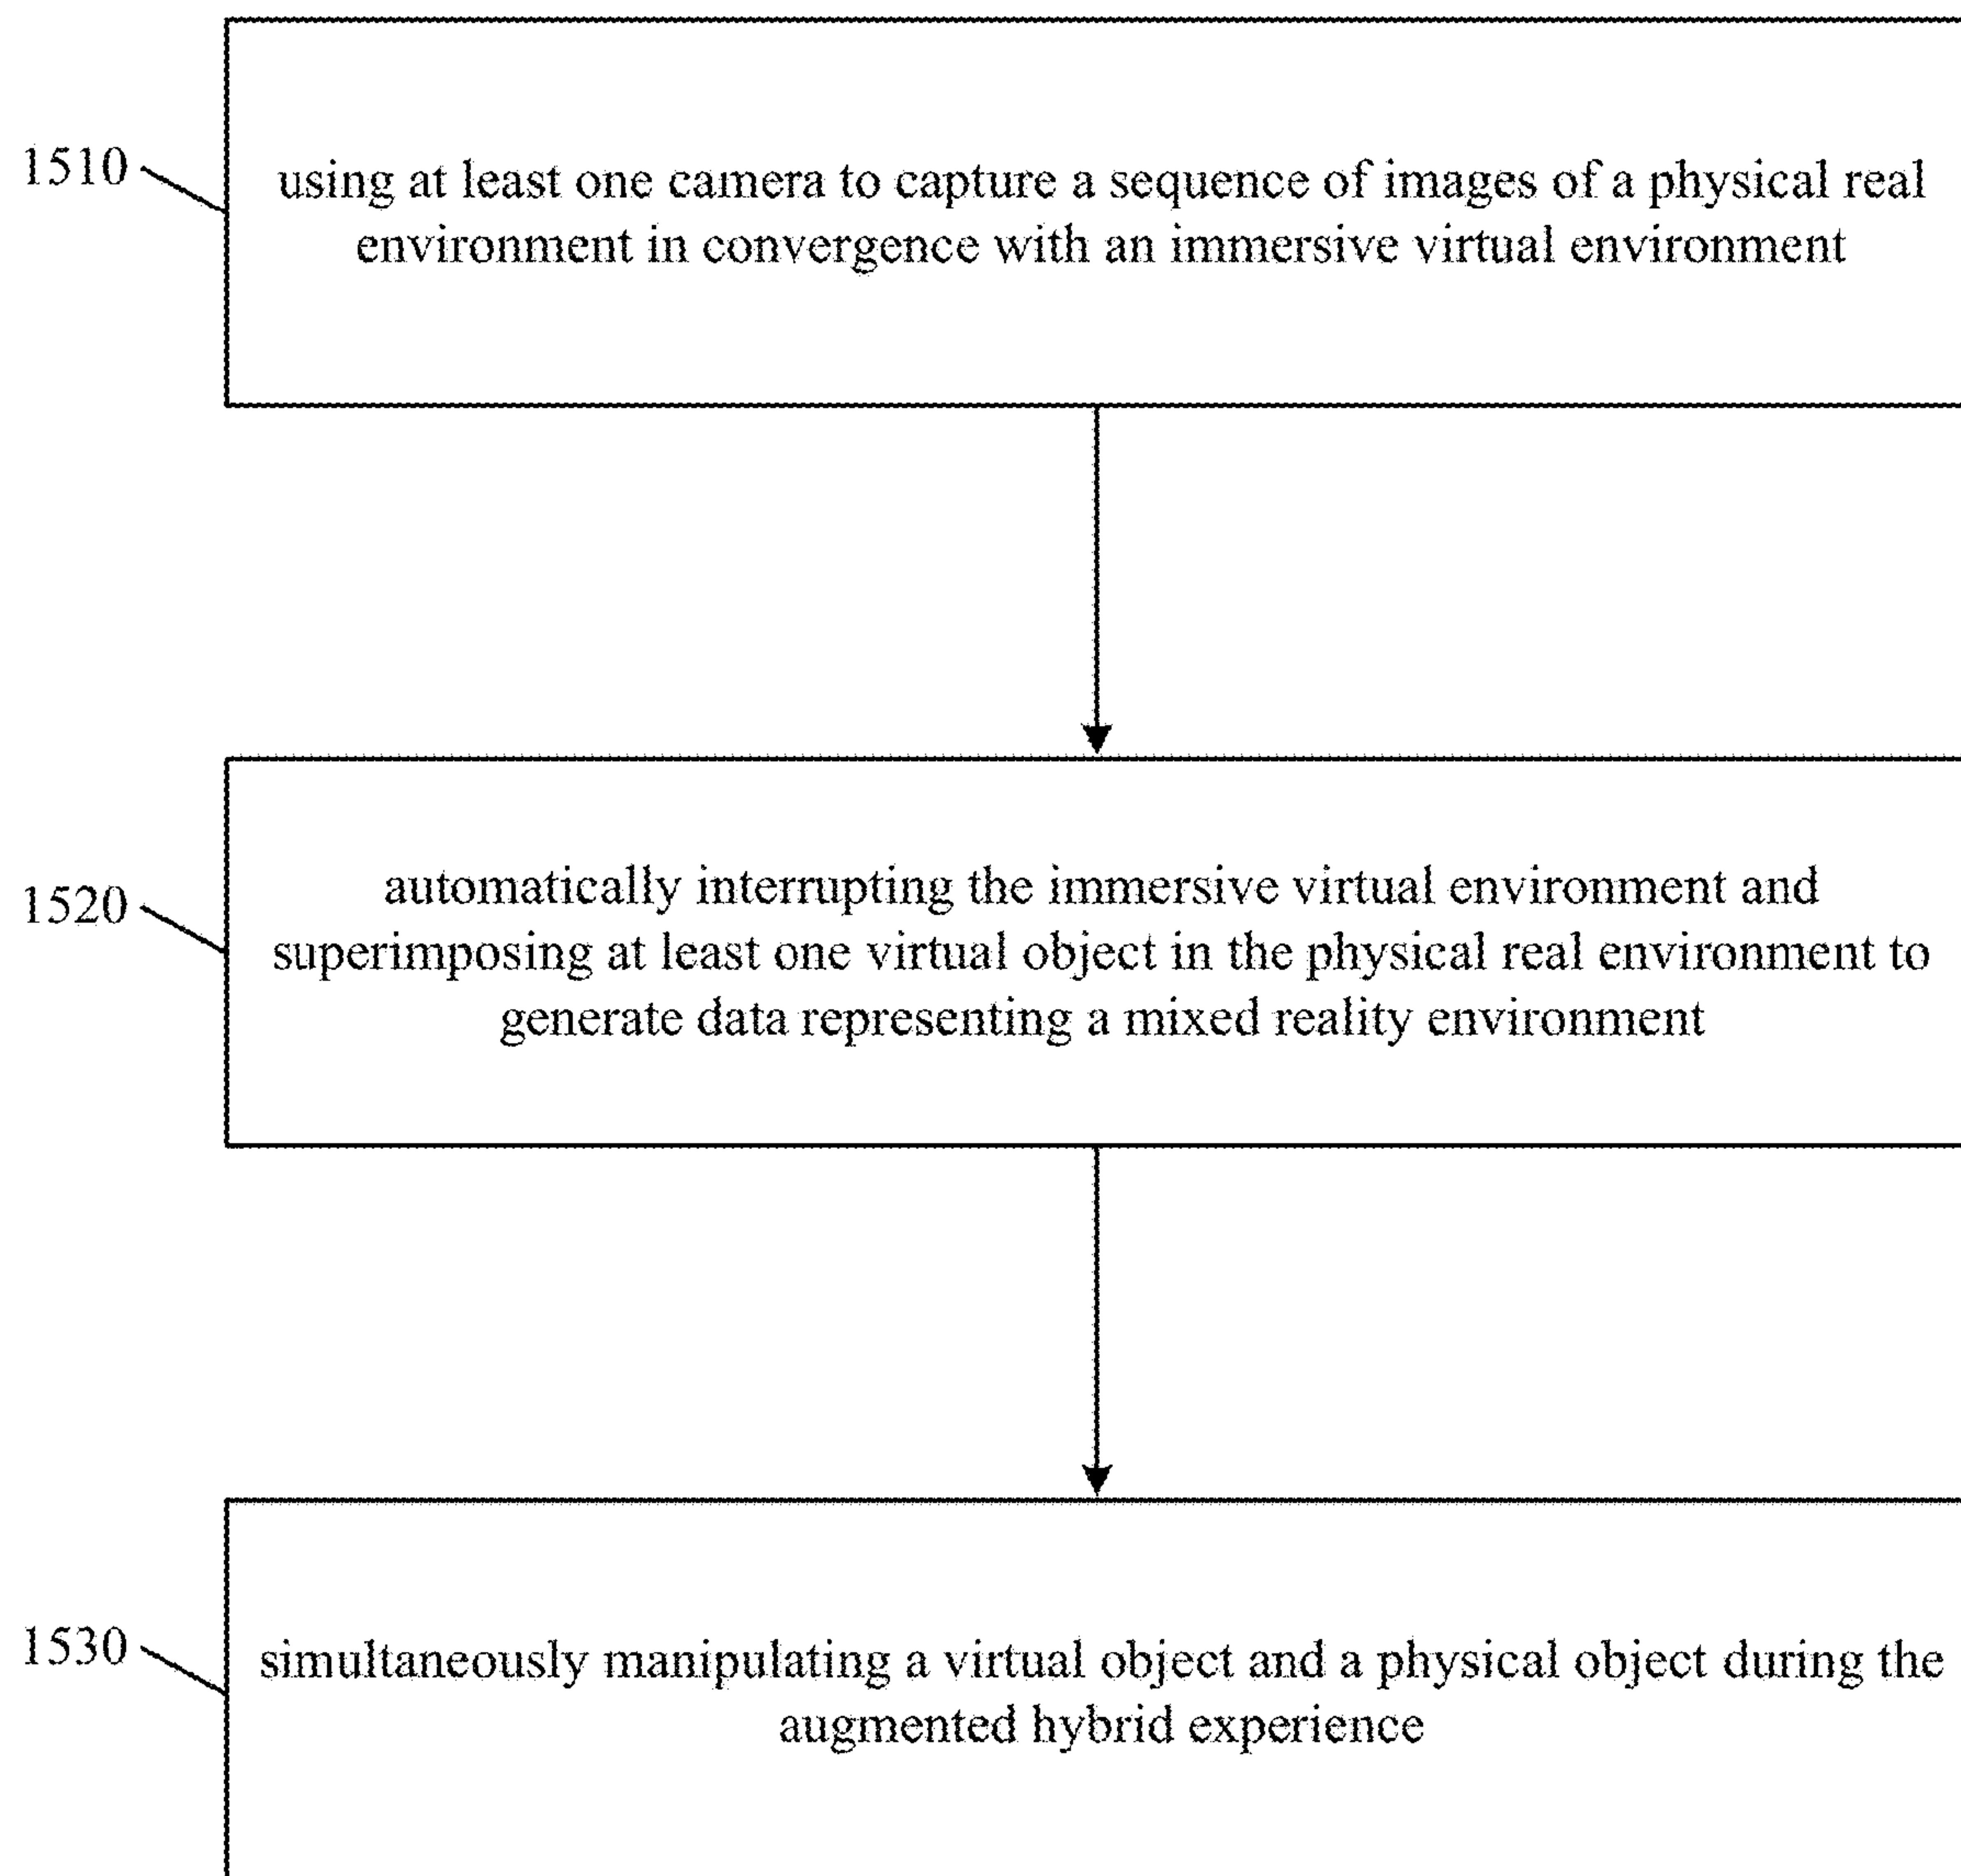 1510
using at least one camera to capture a sequence of images of a physical real
environment in convergence with an immersive virtual environment
1520
automatically interrupting the immersive virtual environment and
superimposing at least one virtual object in the physical real environment to
generate data representing a mixed reality environment
1530
simultaneously manipulating a virtual object and a physical object during the
augmented hybrid experience